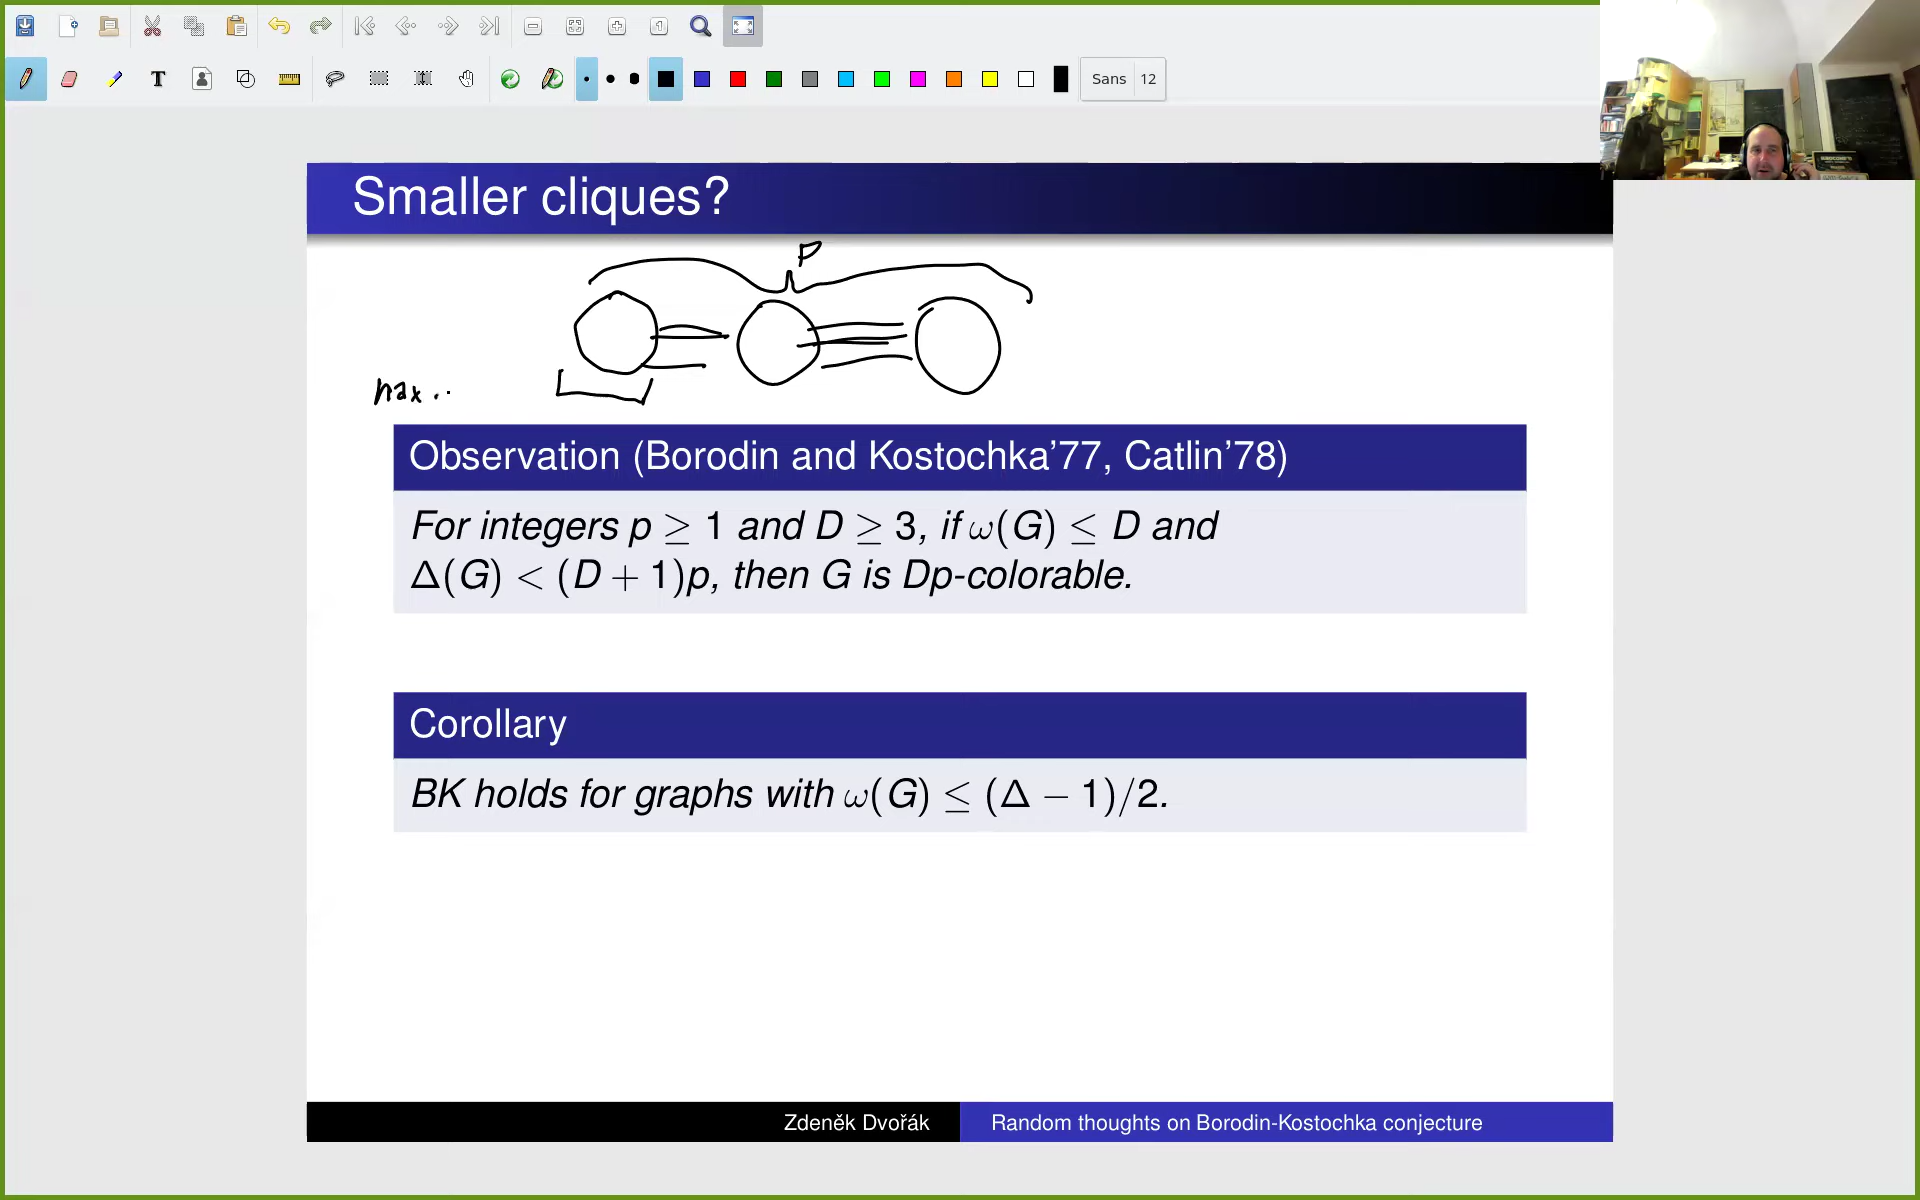 Sans 12
Smaller cliques?
P
max ..
Observation (Borodin and Kostochka'77, Catlin'78)
For integers p ≥ 1 and D ≥ 3, if ω(G) ≤ D and
Δ(G) < (D + 1)p, then G is Dp-colorable.
Corollary
BK holds for graphs with ω(G) ≤ (Δ − 1)/2.
Zdeněk Dvořák Random thoughts on Borodin-Kostochka conjecture